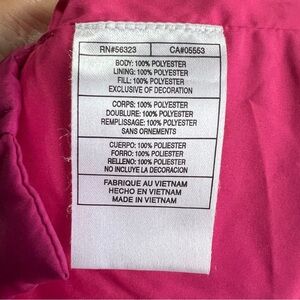 RN#56323 CA#05553
BODY: 100% POLYESTER
LINING: 100% POLYESTER
FILL: 100% POLYESTER
EXCLUSIVE OF DECORATION
CORPS: 100% POLYESTER
DOUBLURE: 100% POLYESTER
REMPLISSAGE: 100% POLYESTER
SANS ORNEMENTS
CUERPO: 100% POLIESTER
FORRO: 100% POLIESTER
RELLENO: 100% POLIESTER
NO INCLUYE LA DECORACION
FABRIQUE AU VIETNAM
HECHO EN VIETNAM
MADE IN VIETNAM